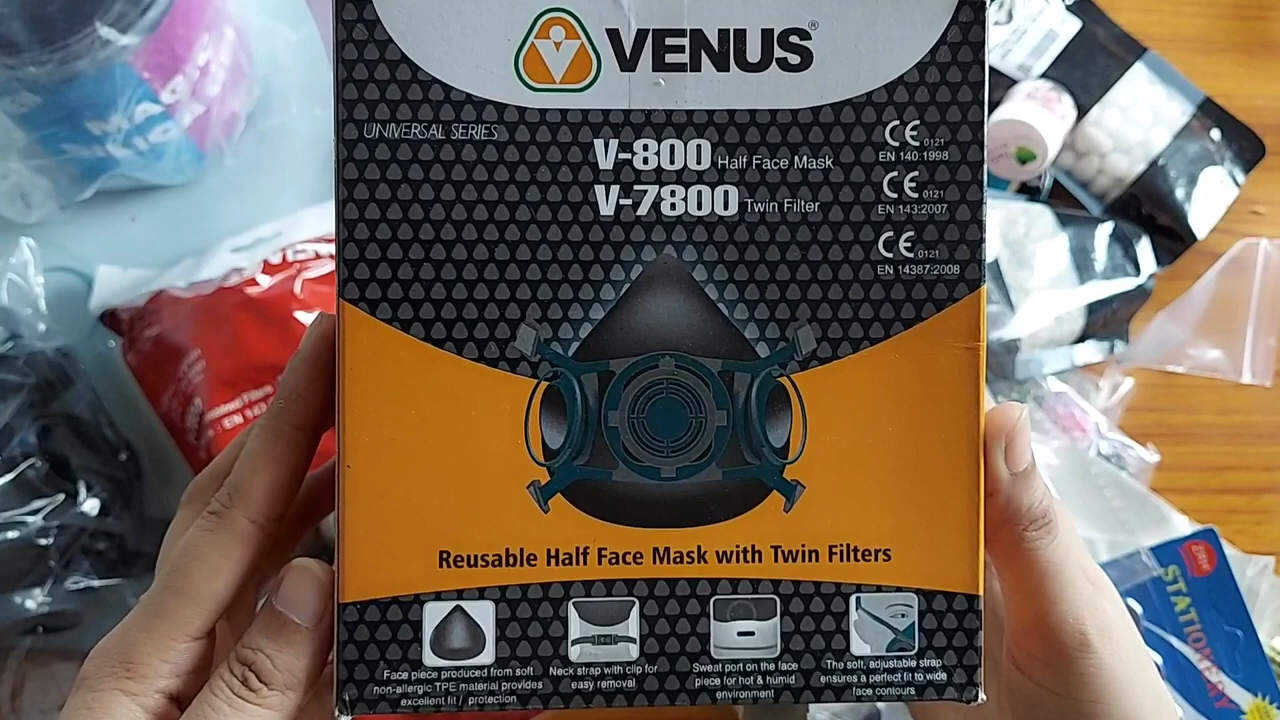 VENUS®
UNIVERSAL SERIES
V-800 Half Face Mask
V-7800 Twin Filter
CE 0121
EN 140:1998
CE 0121
EN 143:2007
CE 0121
EN 14387:2008
Reusable Half Face Mask with Twin Filters
Face piece produced from soft
non-allergic TPE material provides
excellent fit / protection
Neck strap with clip for
easy removal
Sweat port on the face
piece for hot & humid
environment
The soft, adjustable strap
ensures a perfect fit to wide
face contours
VENUS
: EN 143
STATIONERY